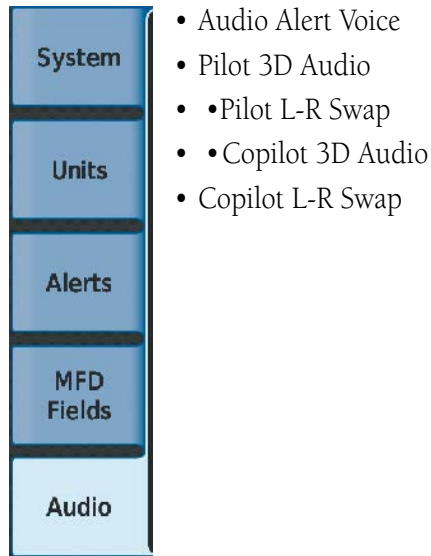 System
Units
Alerts
MFD
Fields
Audio
• Audio Alert Voice
• Pilot 3D Audio
• •Pilot L-R Swap
• •Copilot 3D Audio
• Copilot L-R Swap